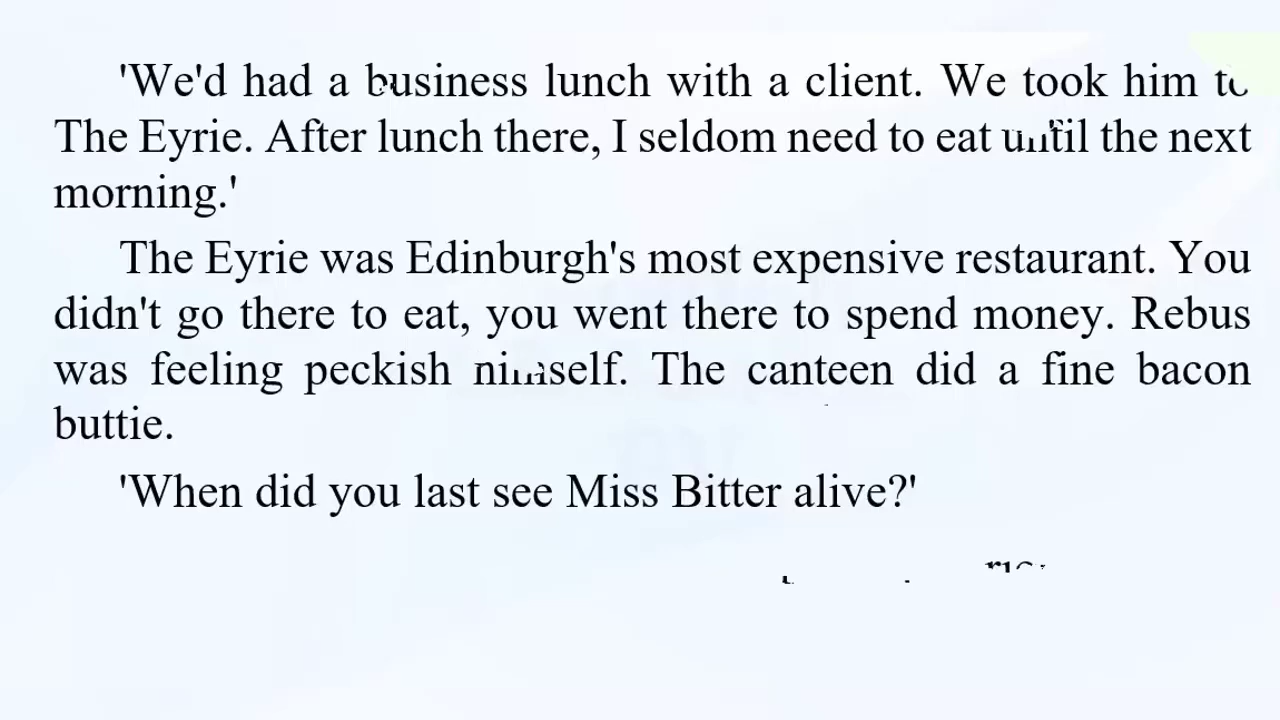 'We'd had a business lunch with a client. We took him to
The Eyrie. After lunch there, I seldom need to eat until the next
morning.'
The Eyrie was Edinburgh's most expensive restaurant. You
didn't go there to eat, you went there to spend money. Rebus
was feeling peckish himself. The canteen did a fine bacon
buttie.
'When did you last see Miss Bitter alive?'